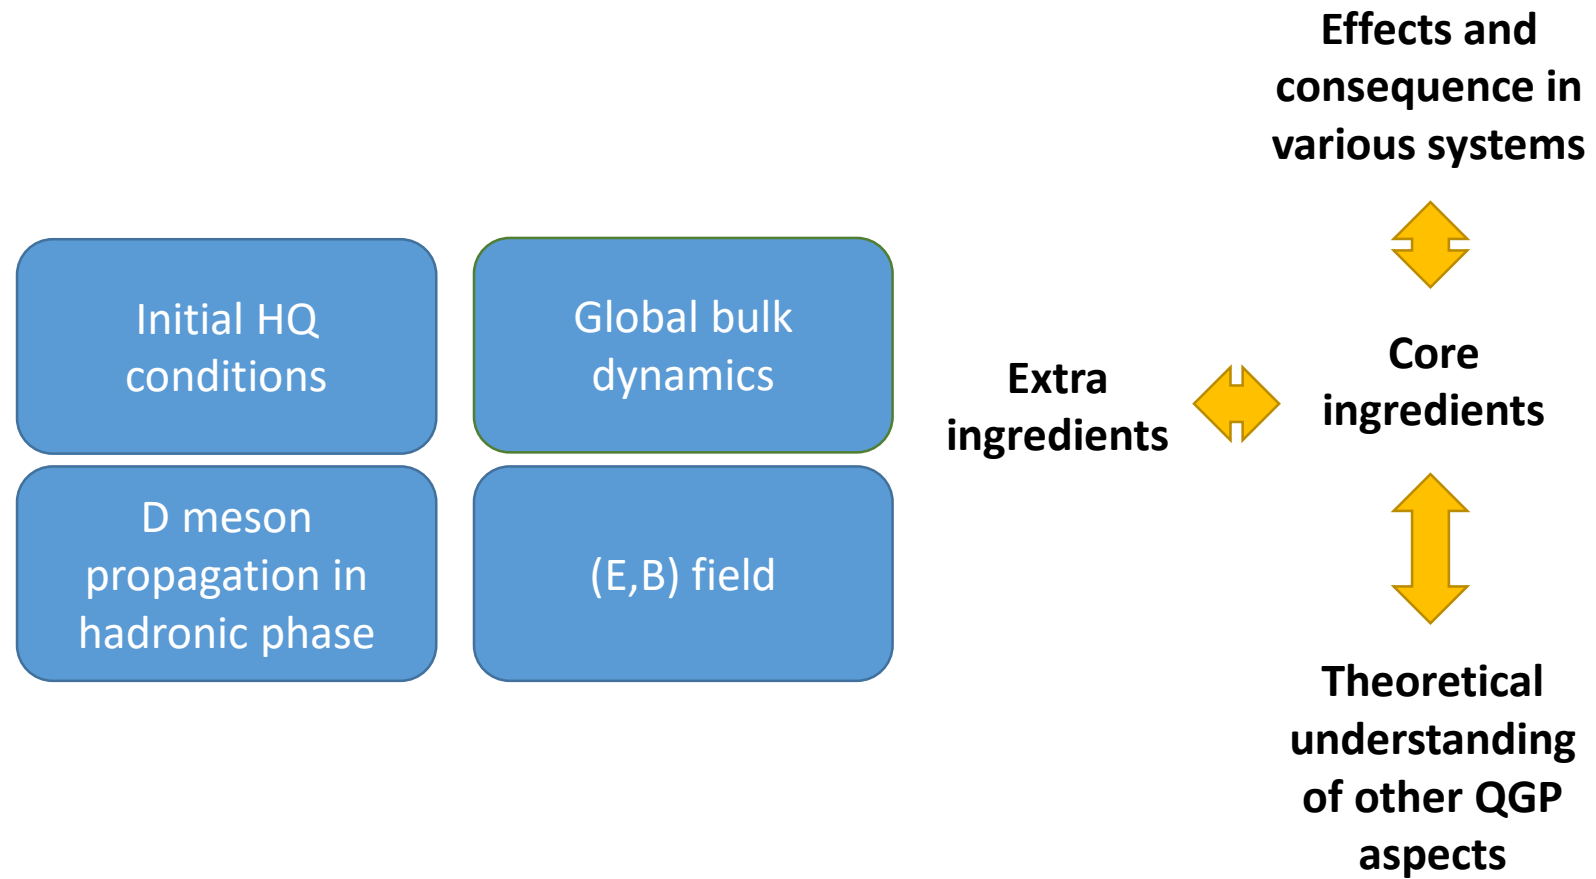 Effects and
consequence in
various systems
Initial HQ
conditions
Global bulk
dynamics
D meson
propagation in
hadronic phase
(E,B) field
Extra
ingredients
Core
ingredients
Theoretical
understanding
of other QGP
aspects